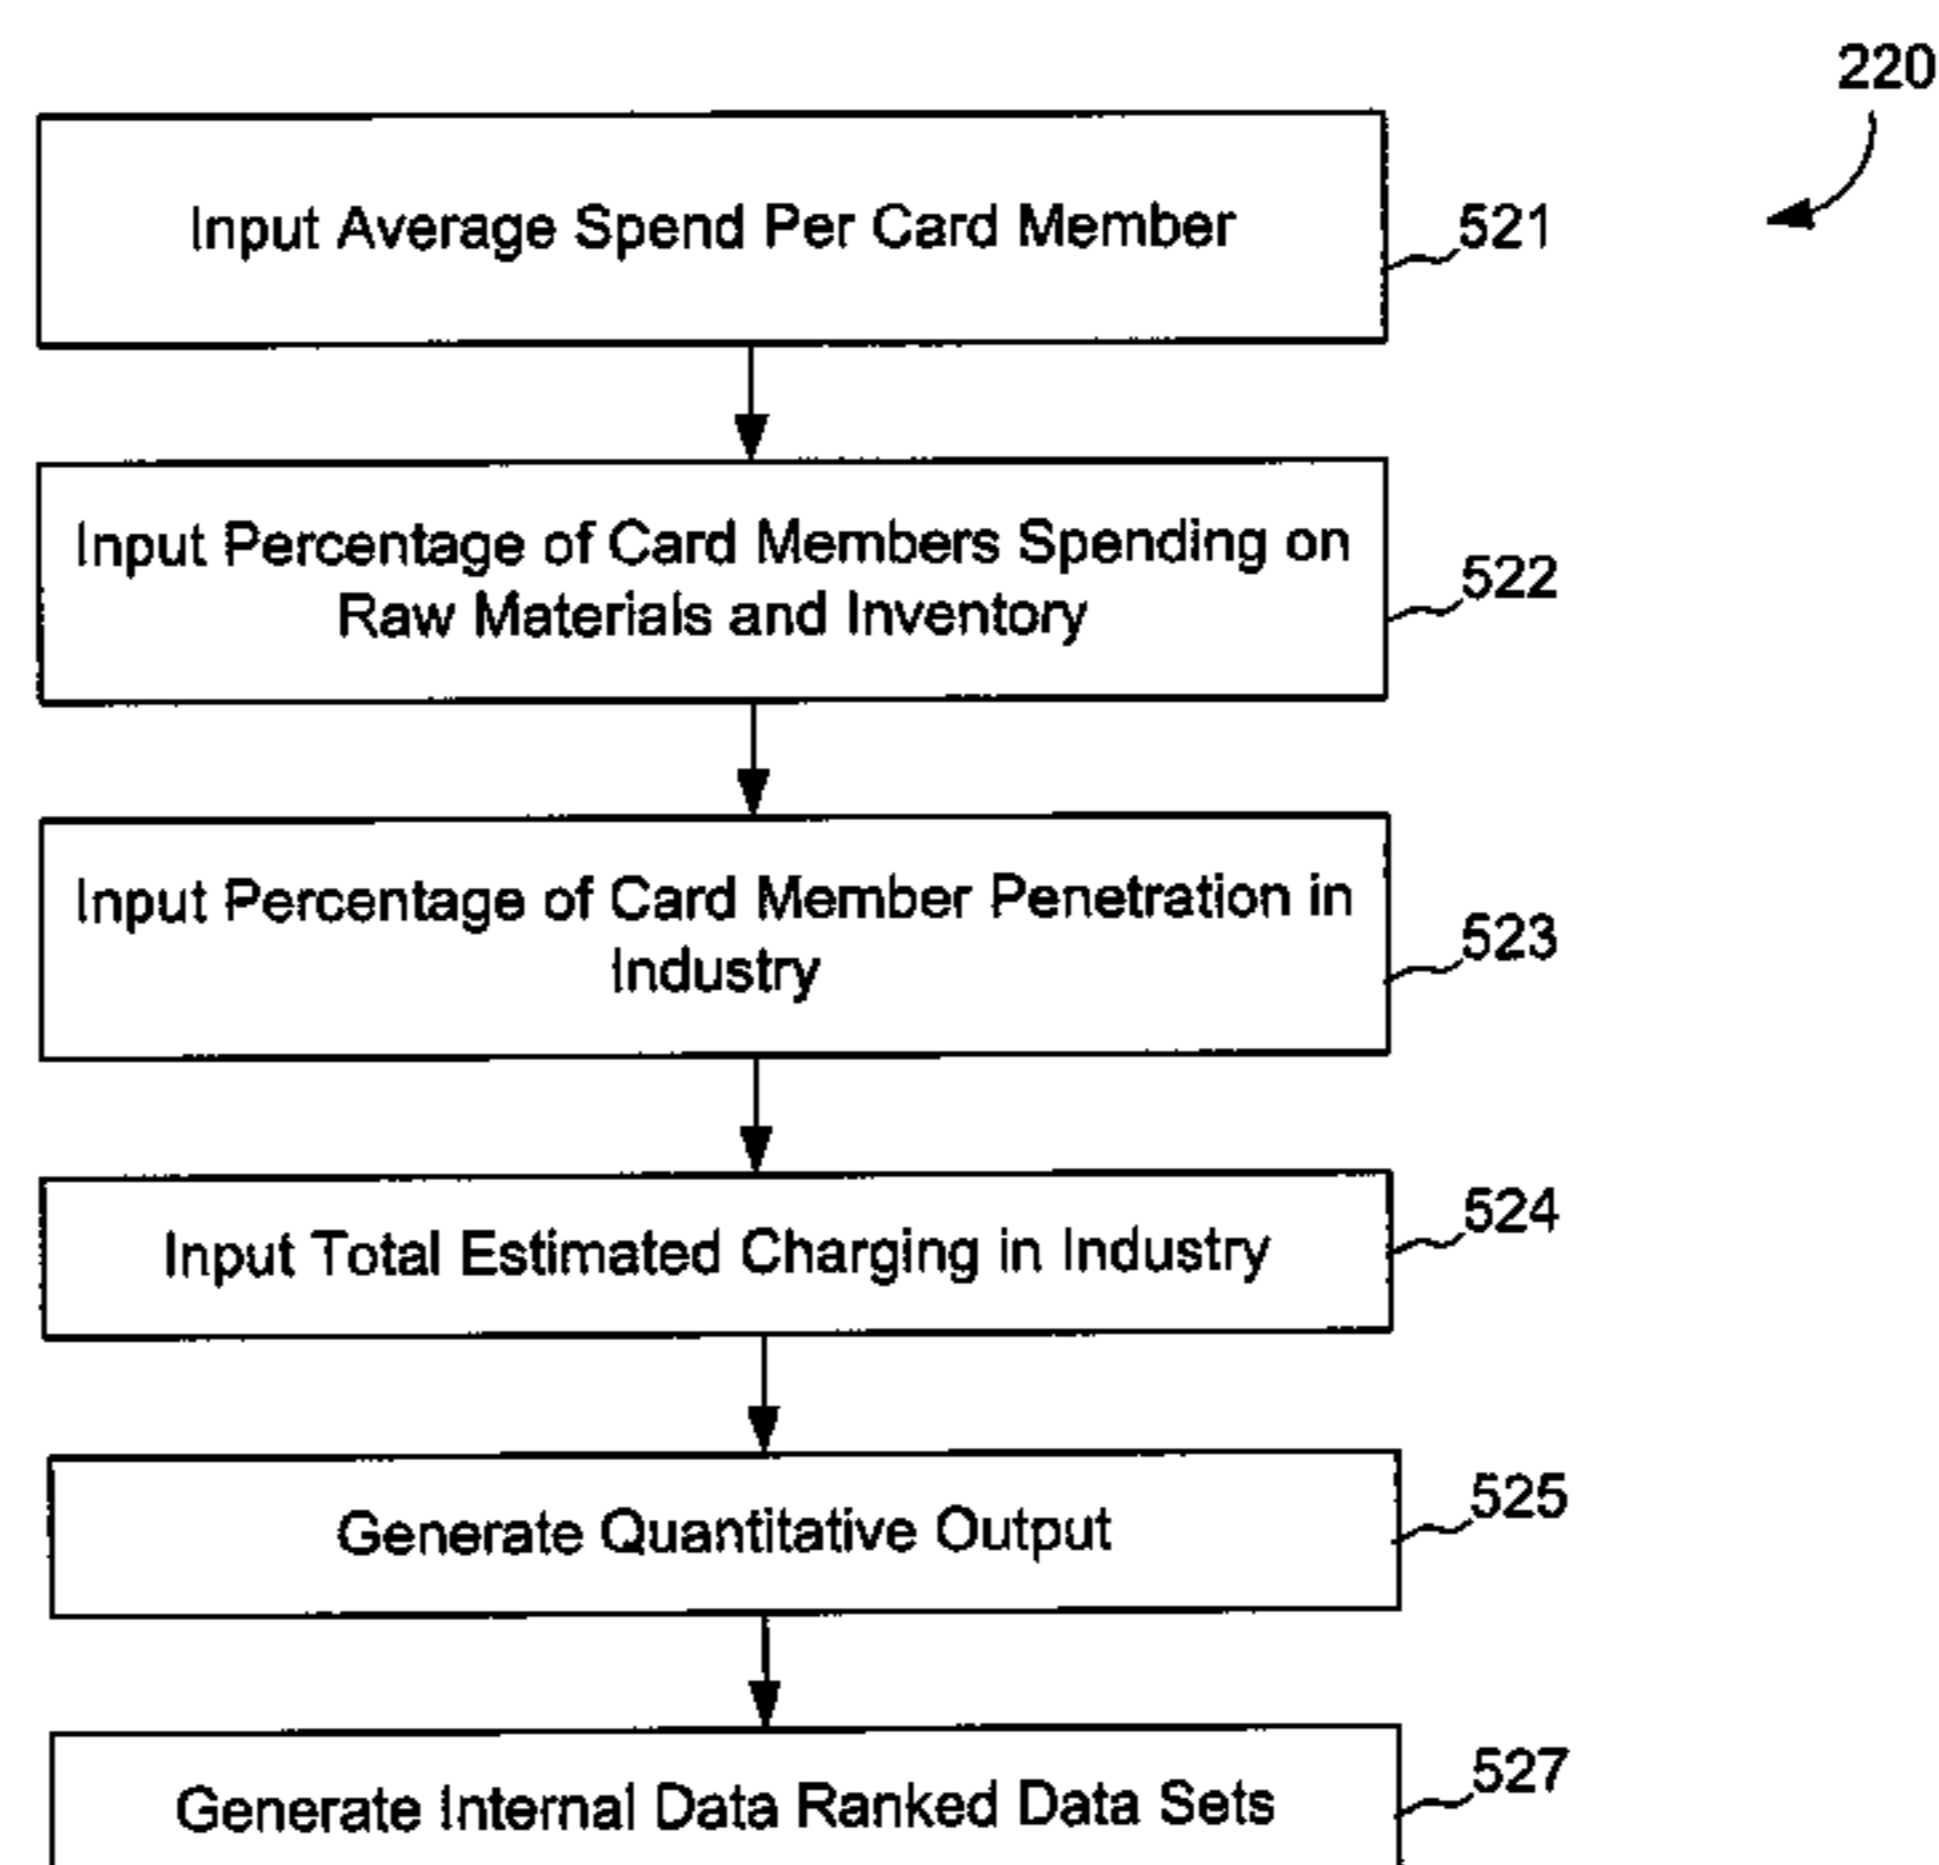 220
Input Average Spend Per Card Member
521
Input Percentage of Card Members Spending on
Raw Materials and Inventory
522
Input Percentage of Card Member Penetration in
Industry
523
Input Total Estimated Charging in Industry
524
Generate Quantitative Output
525
Generate Internal Data Ranked Data Sets
527